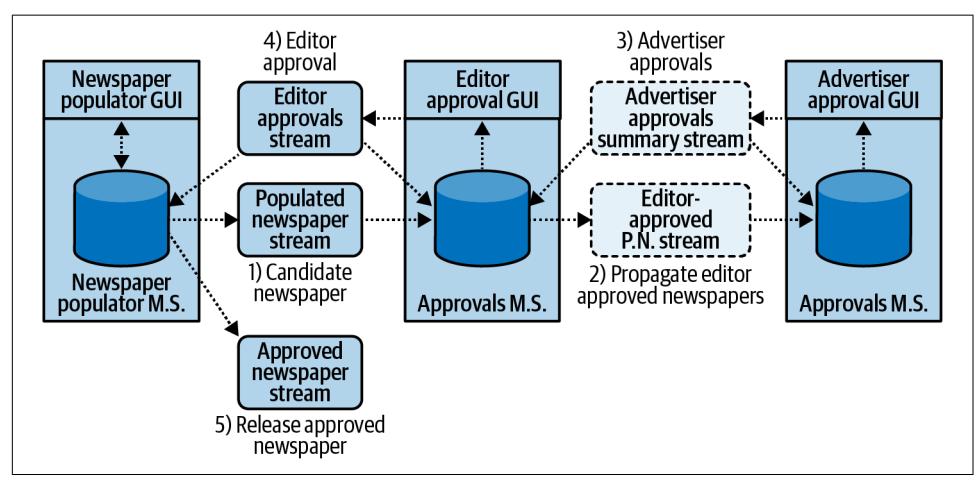 Newspaper
populator GUI
Newspaper
populator M.S.
4) Editor
approval
Editor
approvals
stream
Populated
newspaper
stream
1) Candidate
newspaper
Approved
newspaper
stream
5) Release approved
newspaper
Editor
approval GUI
Approvals M.S.
3) Advertiser
approvals
Advertiser
approvals
summary stream
Editor-
approved
P.N. stream
2) Propagate editor
approved newspapers
Advertiser
approval GUI
Approvals M.S.